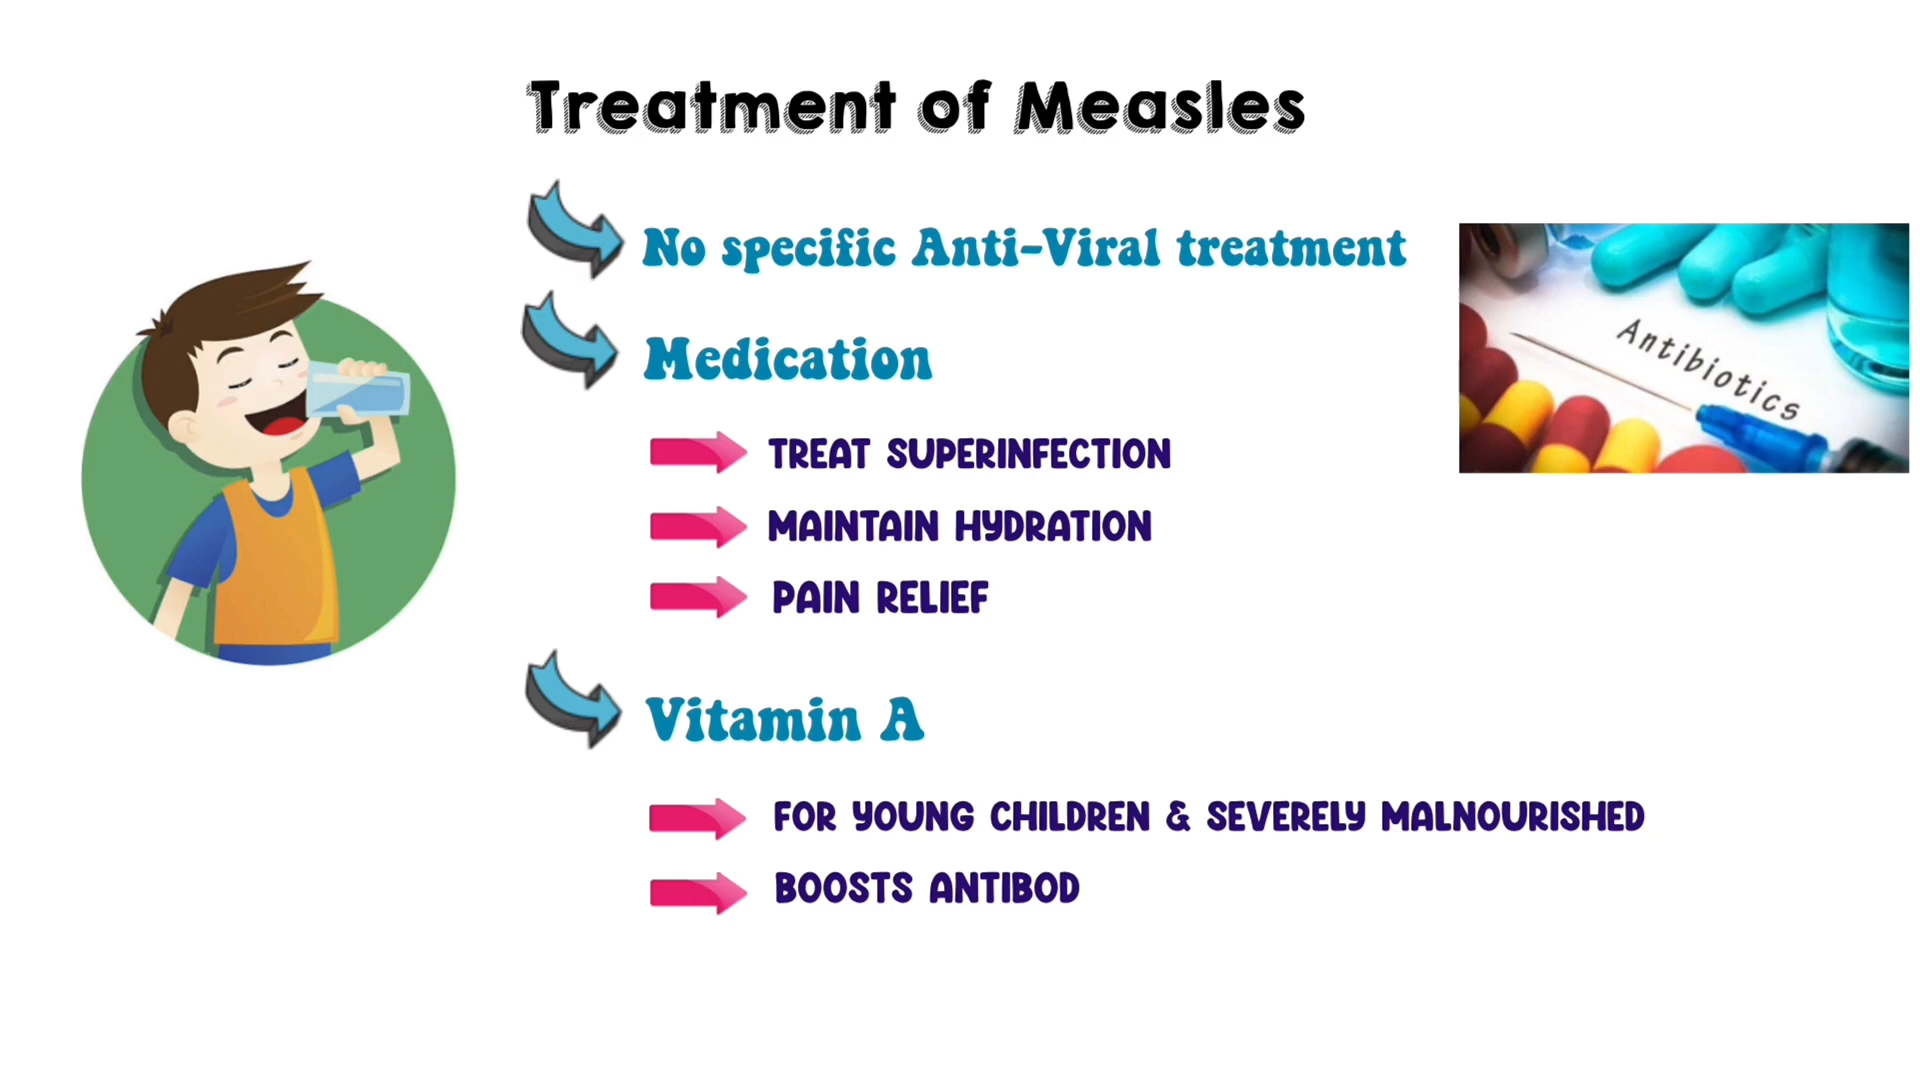 Treatment of Measles
No specific Anti-Viral treatment
Antibiotics
Medication
TREAT SUPERINFECTION
MAINTAIN HYDRATION
PAIN RELIEF
Vitamin A
FOR YOUNG CHILDREN & SEVERELY MALNOURISHED
BOOSTS ANTIBOD